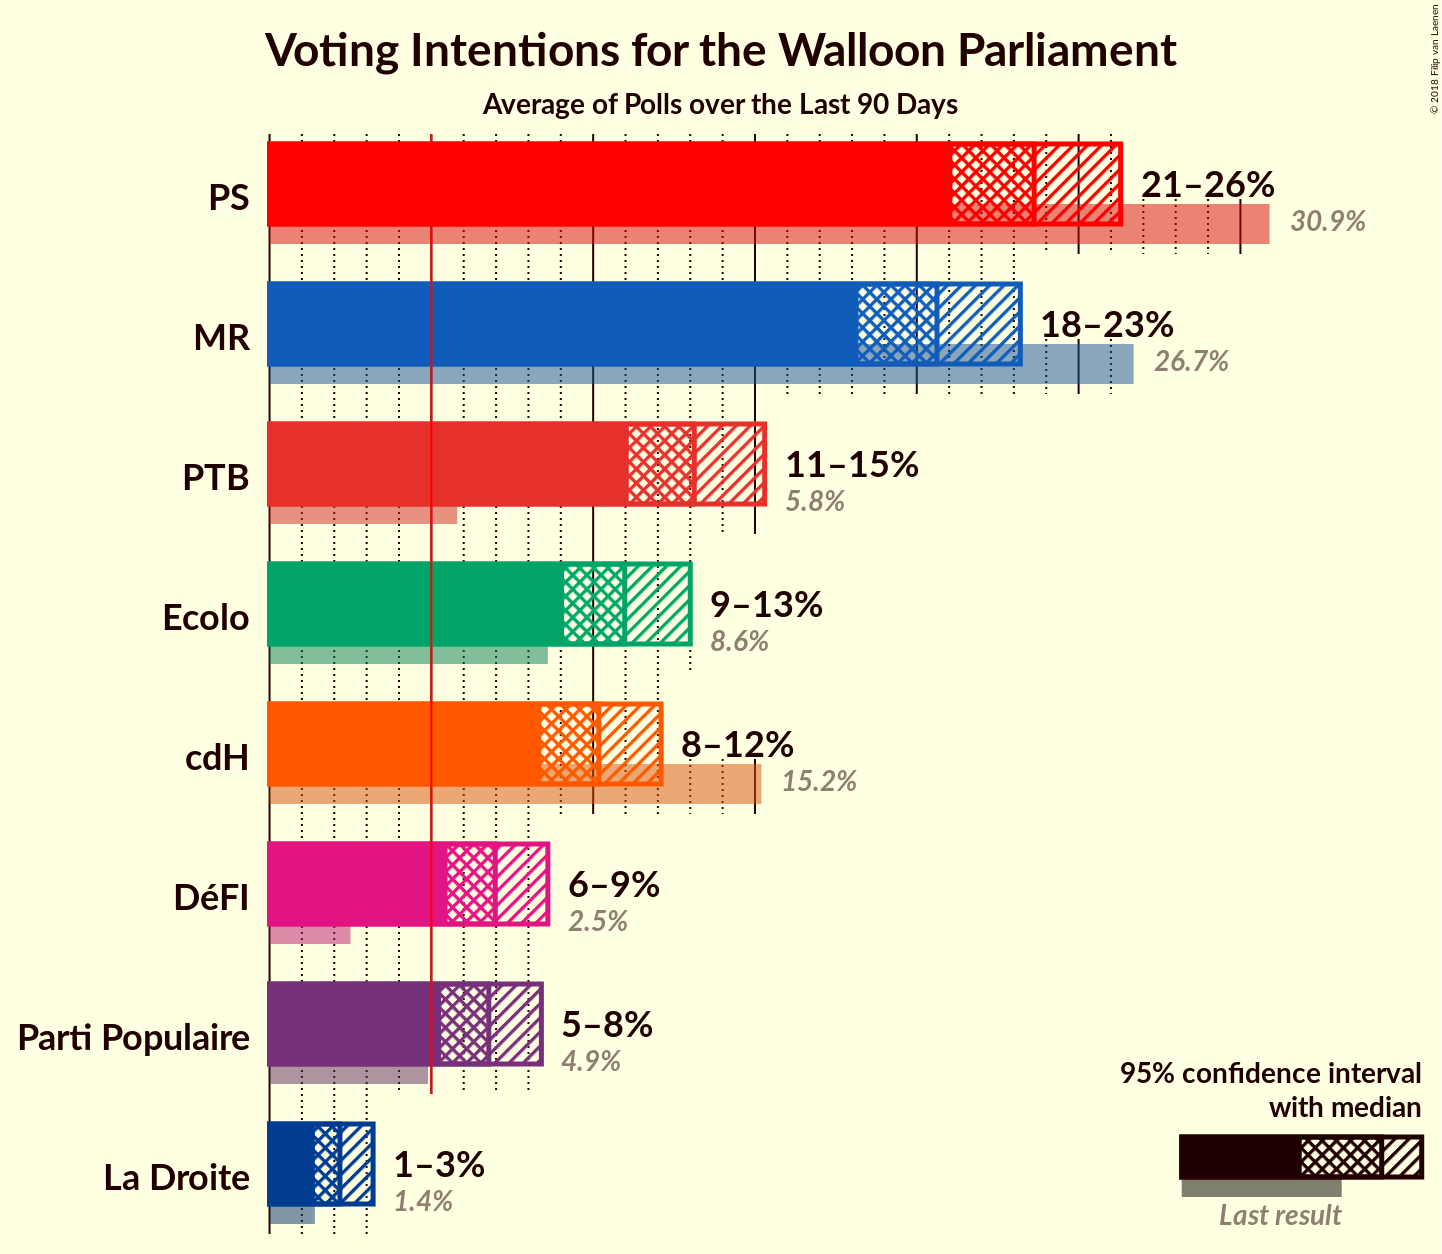 Voting Intentions for the Walloon Parliament
Average of Polls over the Last 90 Days
© 2018 Filip van Laenen
PS
21–26%
30.9%
MR
18–23%
26.7%
PTB
11–15%
5.8%
Ecolo
9–13%
8.6%
cdH
8–12%
15.2%
DéFI
6–9%
2.5%
Parti Populaire
5–8%
4.9%
La Droite
1–3%
1.4%
95% confidence interval
with median
Last result